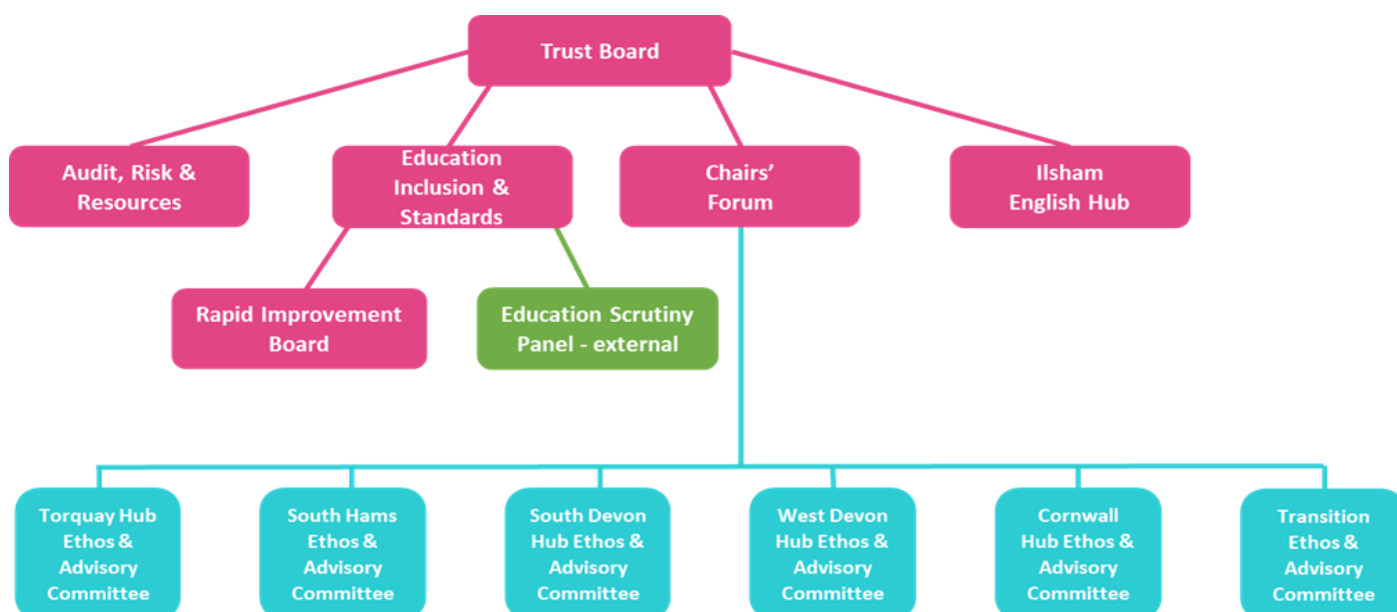 Trust Board
Audit, Risk &
Resources
Education
Inclusion &
Standards
Chairs’
Forum
Ilsham
English Hub
Rapid Improvement
Board
Education Scrutiny
Panel - external
Torquay Hub
Ethos &
Advisory
Committee
South Hams
Ethos &
Advisory
Committee
South Devon
Hub Ethos &
Advisory
Committee
West Devon
Hub Ethos &
Advisory
Committee
Cornwall
Hub Ethos &
Advisory
Committee
Transition
Ethos &
Advisory
Committee